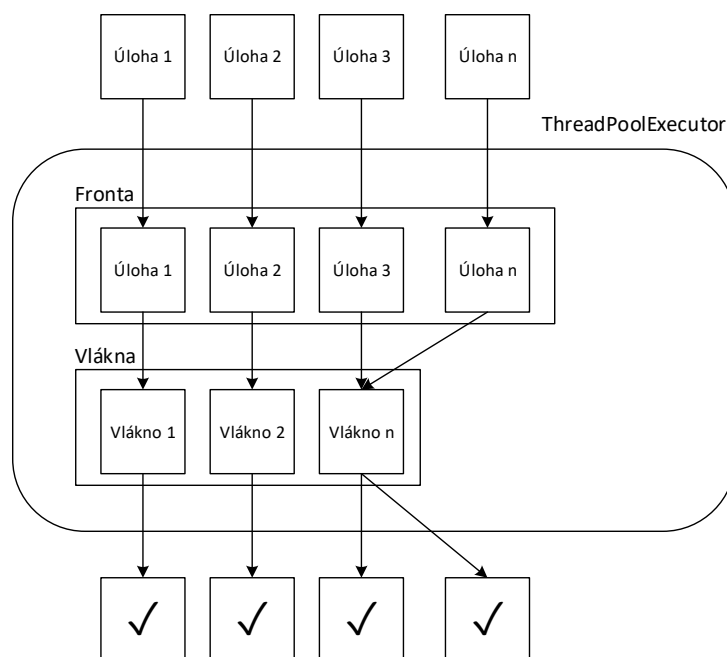 Úloha 1
Úloha 2
Úloha 3
Úloha n
ThreadPoolExecutor
Fronta
Úloha 1
Úloha 2
Úloha 3
Úloha n
Vlákna
Vlákno 1
Vlákno 2
Vlákno n
✓
✓
✓
✓